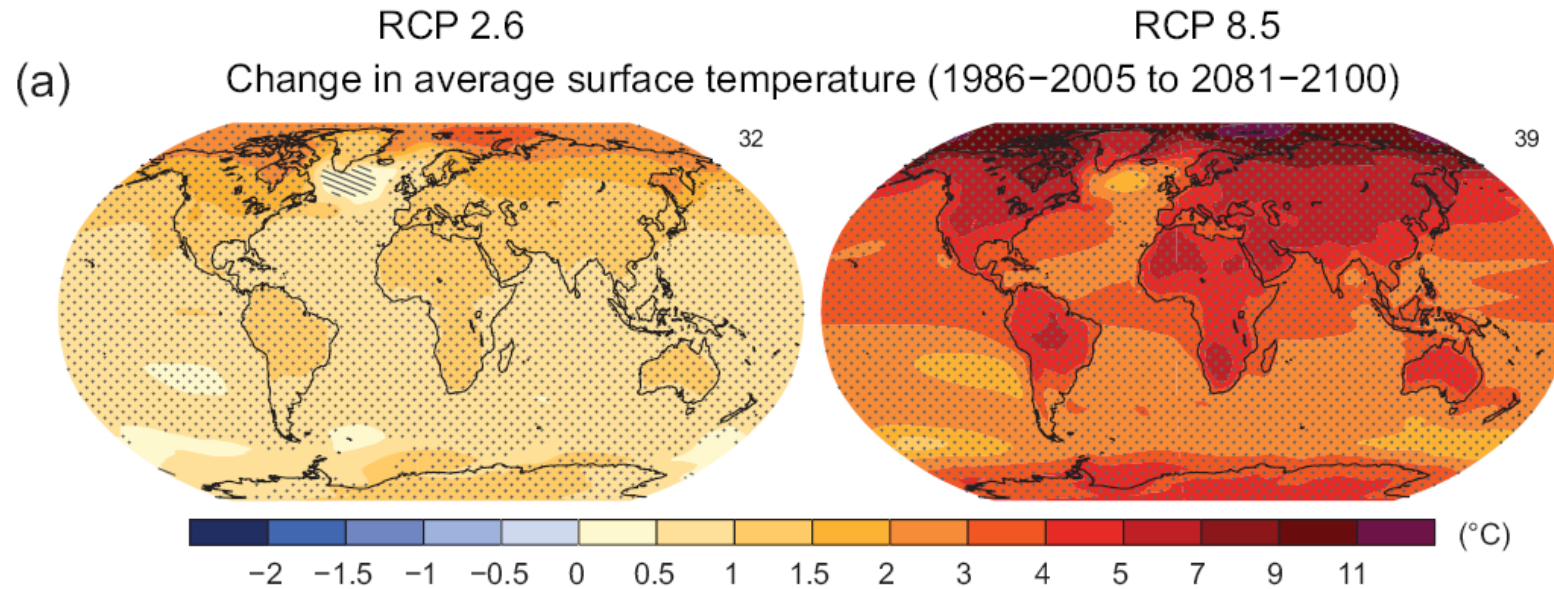 RCP 2.6 RCP 8.5
(a) Change in average surface temperature (1986−2005 to 2081−2100)
32 39
(°C)
−2 −1.5 −1 −0.5 0 0.5 1 1.5 2 3 4 5 7 9 11